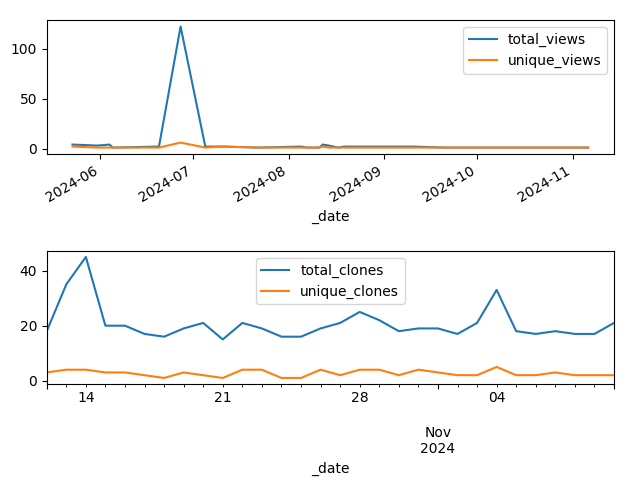 100
50
0
total_views
unique_views
2024-06
2024-07
2024-08
2024-09
2024-10
2024-11
_date
40
20
0
total_clones
unique_clones
14
21
28
04
Nov
2024
_date